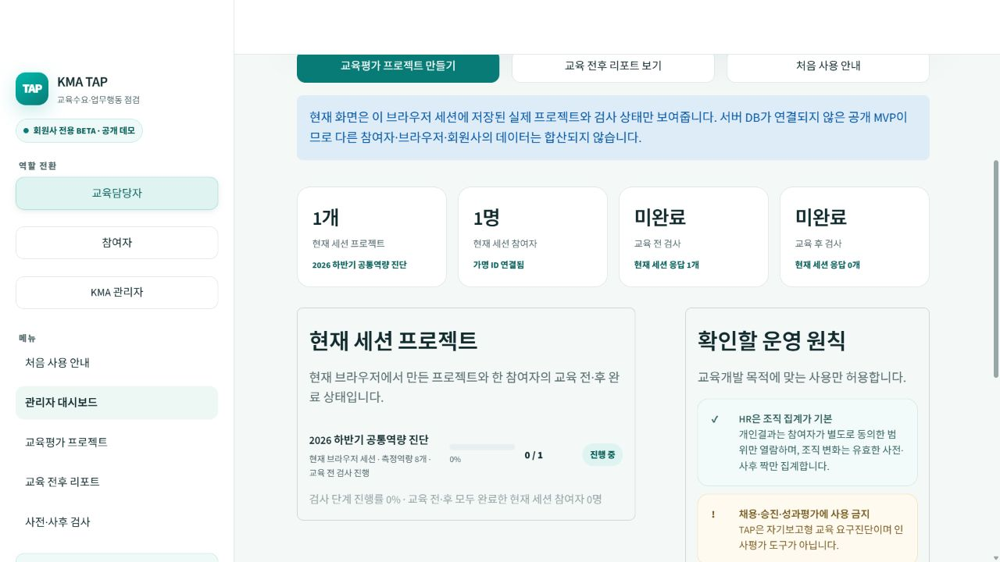 TAP
KMA TAP
교육수요·업무행동 점검
회원사 전용 BETA · 공개 데모
역할 전환
교육담당자
참여자
KMA 관리자
메뉴
처음 사용 안내
관리자 대시보드
교육평가 프로젝트
교육 전후 리포트
사전·사후 검사
교육평가 프로젝트 만들기
교육 전후 리포트 보기
처음 사용 안내
현재 화면은 이 브라우저 세션에 저장된 실제 프로젝트와 검사 상태만 보여줍니다. 서버 DB가 연결되지 않은 공개 MVP이
므로 다른 참여자·브라우저·회원사의 데이터는 합산되지 않습니다.
1개
현재 세션 프로젝트
2026 하반기 공통역량 진단
1명
현재 세션 참여자
가명 ID 연결됨
미완료
교육 전 검사
현재 세션 응답 1개
미완료
교육 후 검사
현재 세션 응답 0개
현재 세션 프로젝트
현재 브라우저에서 만든 프로젝트와 한 참여자의 교육 전·후 완
료 상태입니다.
2026 하반기 공통역량 진단
현재 브라우저 세션 · 측정역량 8개 ·
교육 전 검사 진행
0%
0 / 1
진행 중
검사 단계 진행률 0% · 교육 전·후 모두 완료한 현재 세션 참여자 0명
확인할 운영 원칙
교육개발 목적에 맞는 사용만 허용합니다.
✓ HR은 조직 집계가 기본
개인결과는 참여자가 별도로 동의한 범
위만 열람하며, 조직 변화는 유효한 사전·
사후 짝만 집계합니다.
! 채용·승진·성과평가에 사용 금지
TAP은 자기보고형 교육 요구진단이며 인
사평가 도구가 아닙니다.